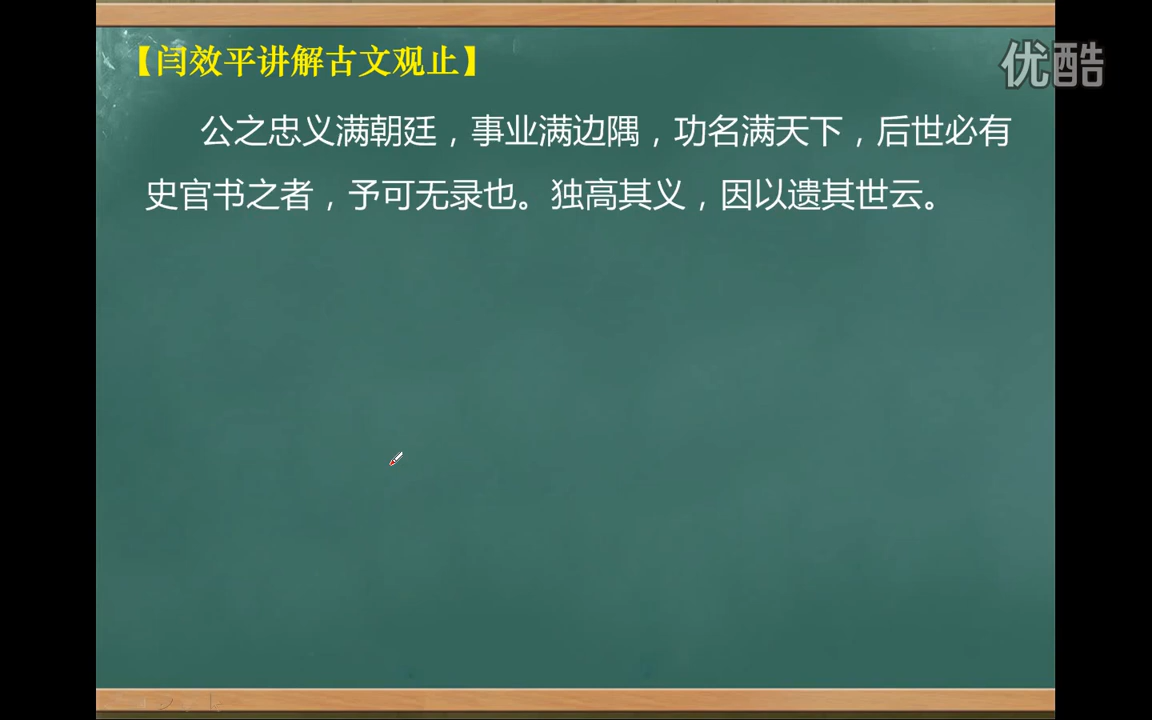 【闫效平讲解古文观止】
优酷
公之忠义满朝廷，事业满边隅，功名满天下，后世必有
史官书之者，予可无录也。独高其义，因以遗其世云。